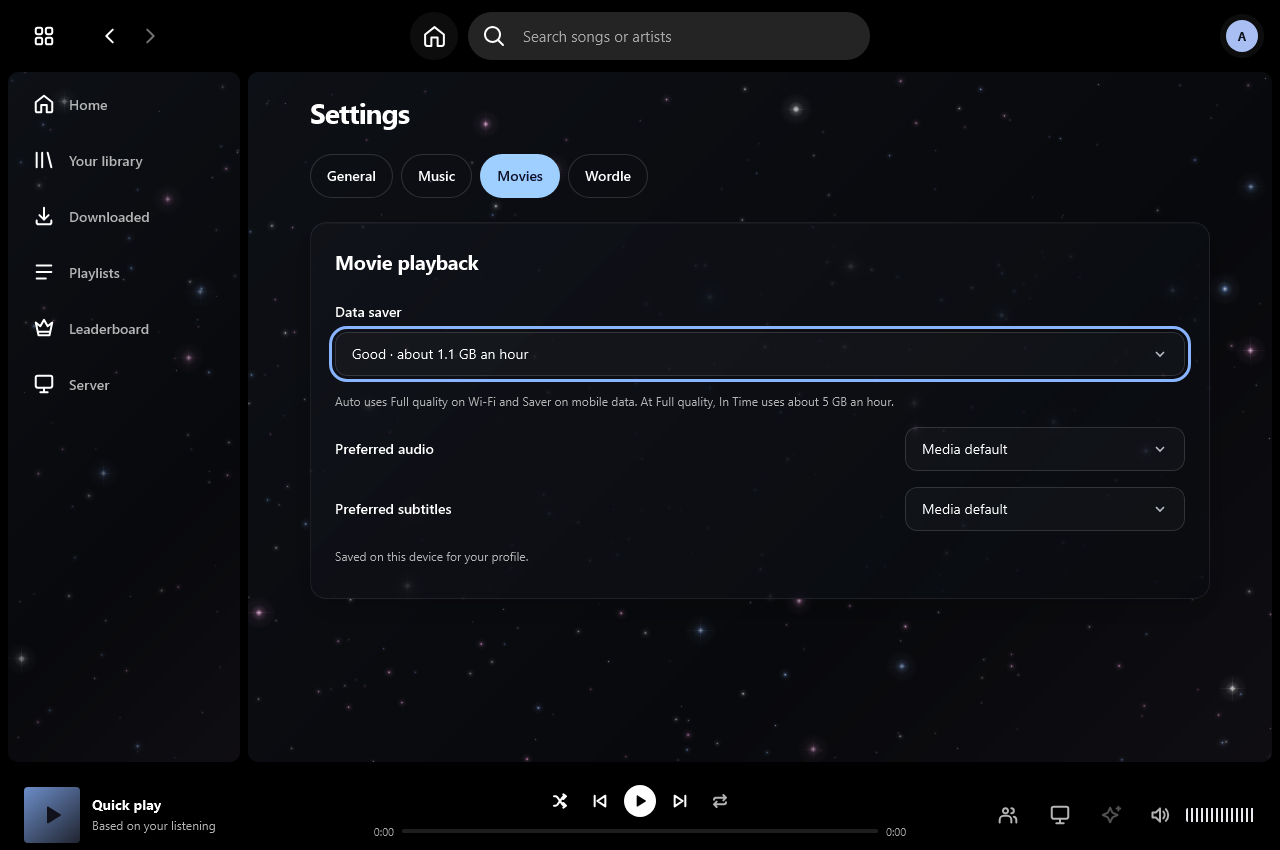 Search songs or artists
A
Home
Your library
Downloaded
Playlists
Leaderboard
Server
Settings
General
Music
Movies
Wordle
Movie playback
Data saver
Good · about 1.1 GB an hour
Auto uses Full quality on Wi-Fi and Saver on mobile data. At Full quality, In Time uses about 5 GB an hour.
Preferred audio
Media default
Preferred subtitles
Media default
Saved on this device for your profile.
Quick play
Based on your listening
0:00
0:00